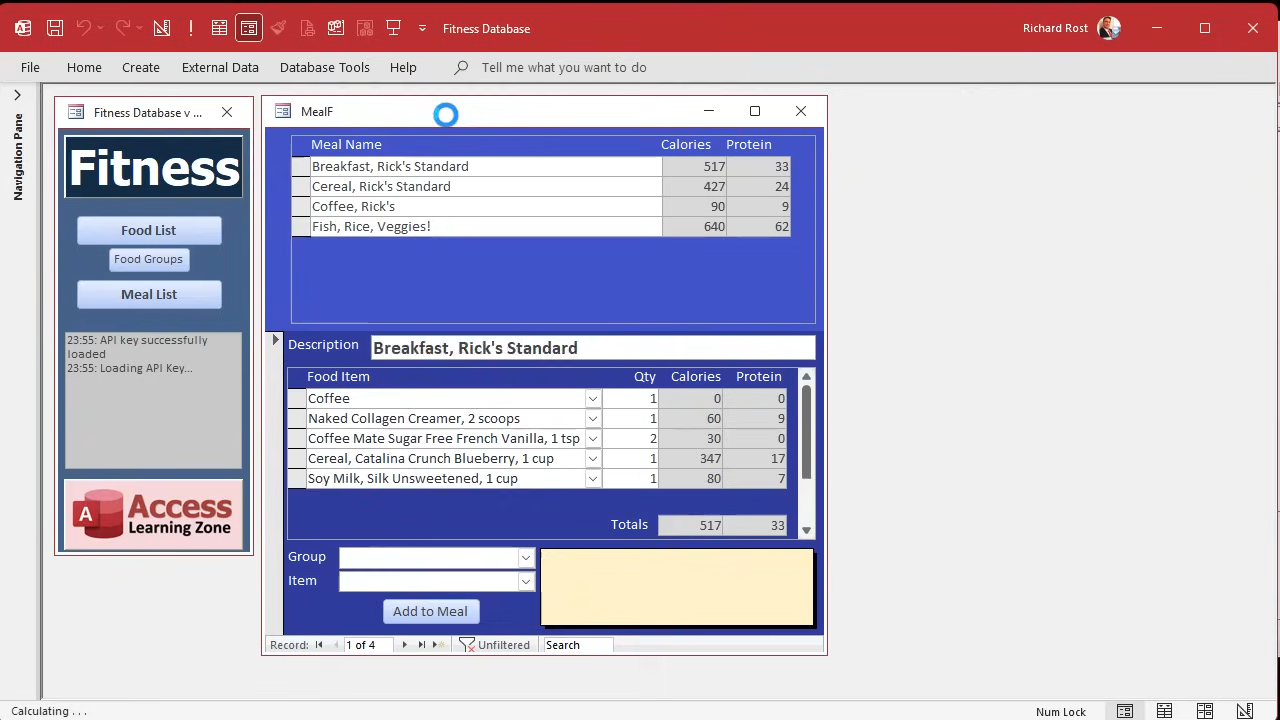 Fitness Database
Richard Rost
File Home Create External Data Database Tools Help Tell me what you want to do
Navigation Pane
Fitness Database v ...
Fitness
Food List
Food Groups
Meal List
23:55: API key successfully
loaded
23:55: Loading API Key...
A
Access
Learning Zone
MealF
Meal Name Calories Protein
Breakfast, Rick's Standard 517 33
Cereal, Rick's Standard 427 24
Coffee, Rick's 90 9
Fish, Rice, Veggies! 640 62
Description Breakfast, Rick's Standard
Food Item Qty Calories Protein
Coffee 1 0 0
Naked Collagen Creamer, 2 scoops 1 60 9
Coffee Mate Sugar Free French Vanilla, 1 tsp 2 30 0
Cereal, Catalina Crunch Blueberry, 1 cup 1 347 17
Soy Milk, Silk Unsweetened, 1 cup 1 80 7
Totals 517 33
Group
Item
Add to Meal
Record: 1 of 4 Unfiltered Search
Calculating . . .
Num Lock